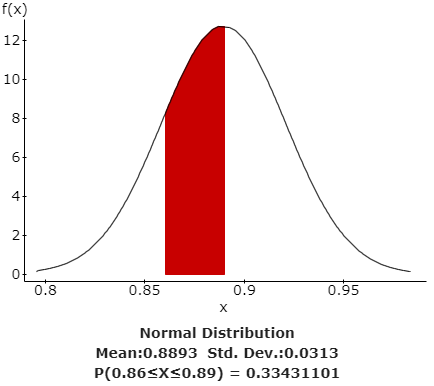 f(x)
12
10
8
6
4
2
0
0.8 0.85 0.9 0.95
x
Normal Distribution
Mean:0.8893 Std. Dev.:0.0313
P(0.86≤X≤0.89) = 0.33431101